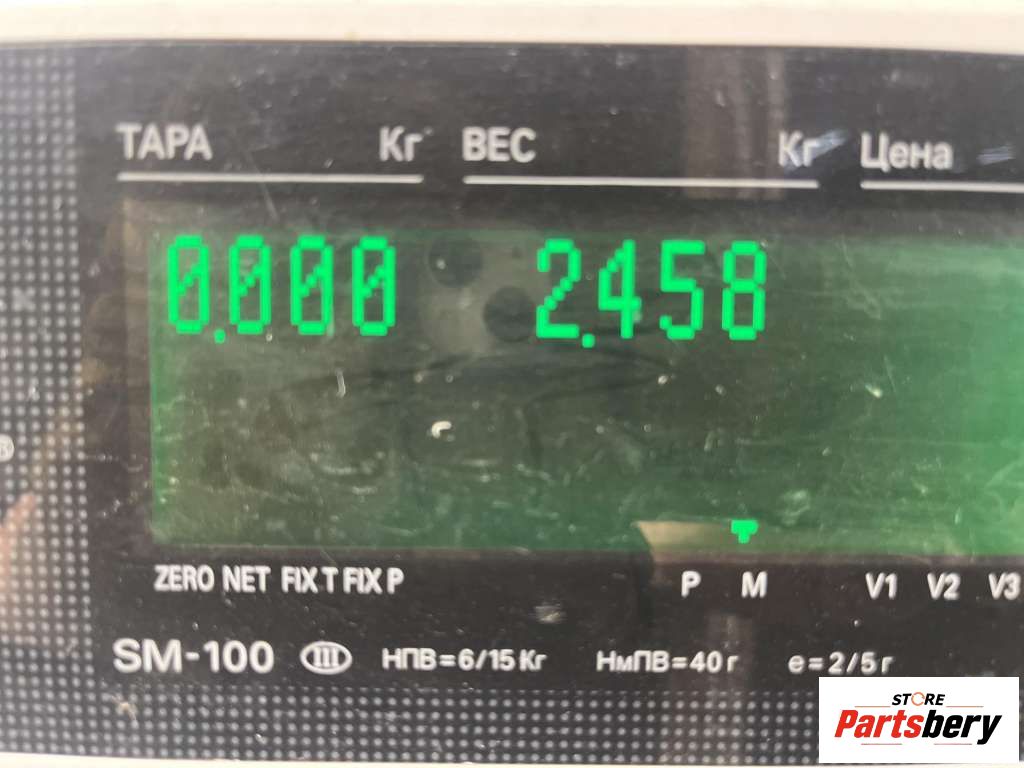 ТАРА Кг ВЕС Кг Цена
0.000 2.458
ZERO NET FIX T FIX P P M V1 V2 V3
SM-100 III НПВ=6/15 Кг НмПВ=40 г e=2/5 г
®
STORE
Partsbery